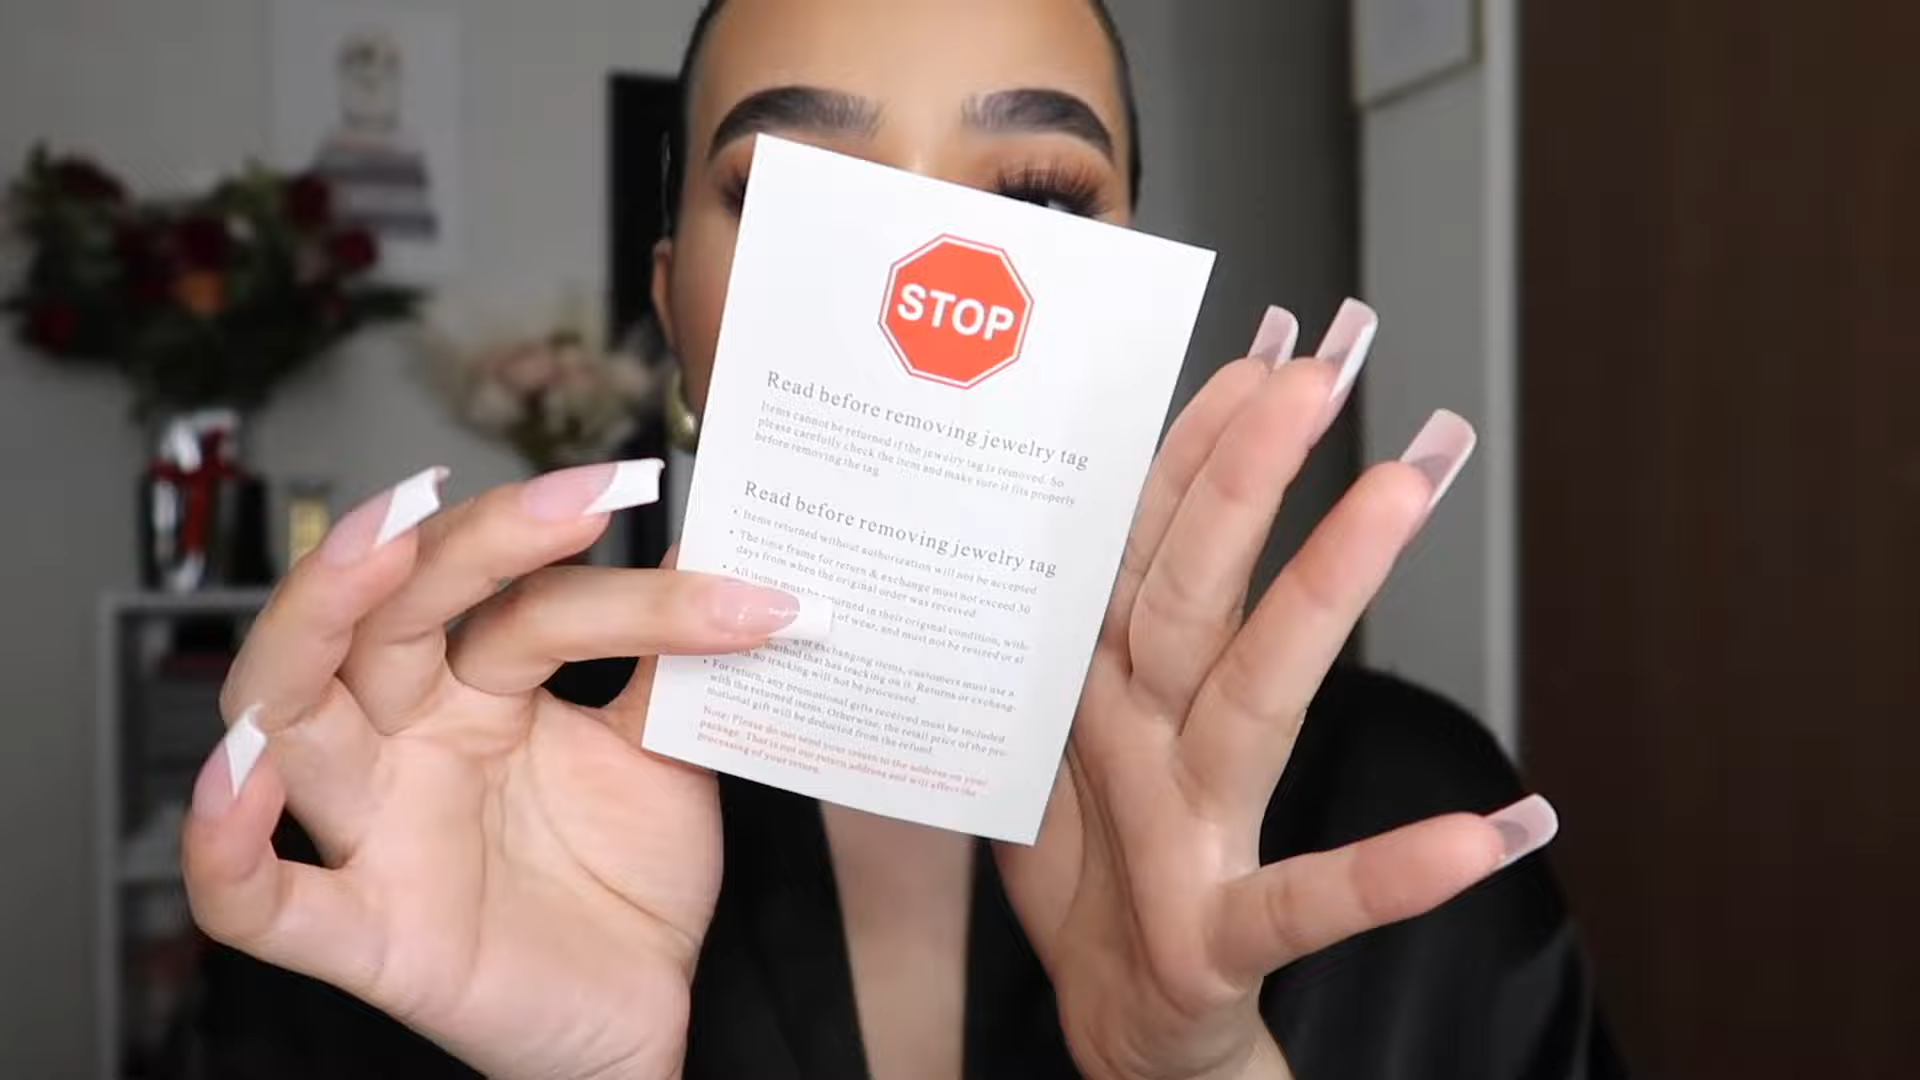 STOP
Read before removing jewelry tag
Items cannot be returned if the jewelry tag is removed. So
please carefully check the item and make sure it fits properly
before removing the tag
Read before removing jewelry tag
• Items returned without authorization will not be accepted
• The time frame for return & exchange must not exceed 30
days from when the original order was received
• All items must be returned in their original condition, with-
of wear, and must not be resized or al
or exchanging items, customers must use a
method that has tracking on it. Returns or exchang-
no tracking will not be processed.
• For return, any promotional gifts received must be included
with the returned items. Otherwise, the retail price of the pro-
motional gift will be deducted from the refund.
Note: Please do not send your return to the address on your
package. That is not our return address and will affect the
processing of your return.